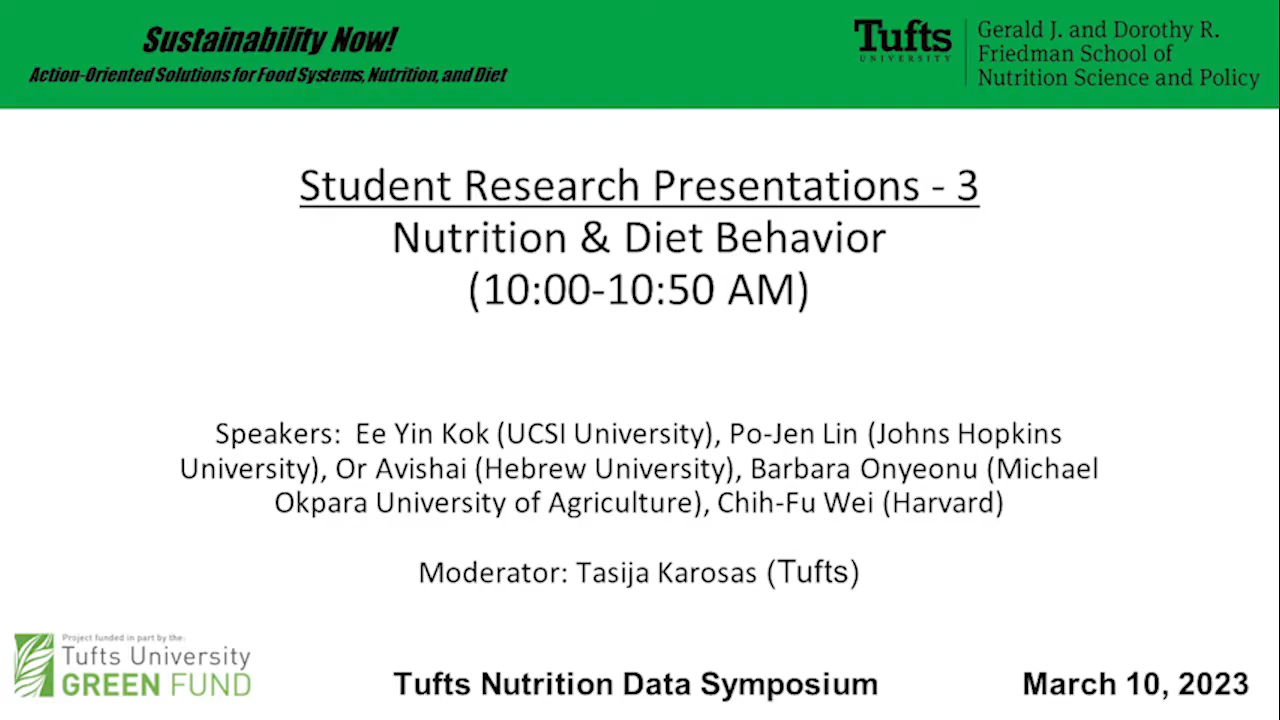 Sustainability Now!
Action-Oriented Solutions for Food Systems, Nutrition, and Diet
Tufts
UNIVERSITY
Gerald J. and Dorothy R.
Friedman School of
Nutrition Science and Policy
Student Research Presentations - 3
Nutrition & Diet Behavior
(10:00-10:50 AM)
Speakers:  Ee Yin Kok (UCSI University), Po-Jen Lin (Johns Hopkins
University), Or Avishai (Hebrew University), Barbara Onyeonu (Michael
Okpara University of Agriculture), Chih-Fu Wei (Harvard)
Moderator: Tasija Karosas (Tufts)
Project funded in part by the:
Tufts University
GREEN FUND
Tufts Nutrition Data Symposium
March 10, 2023